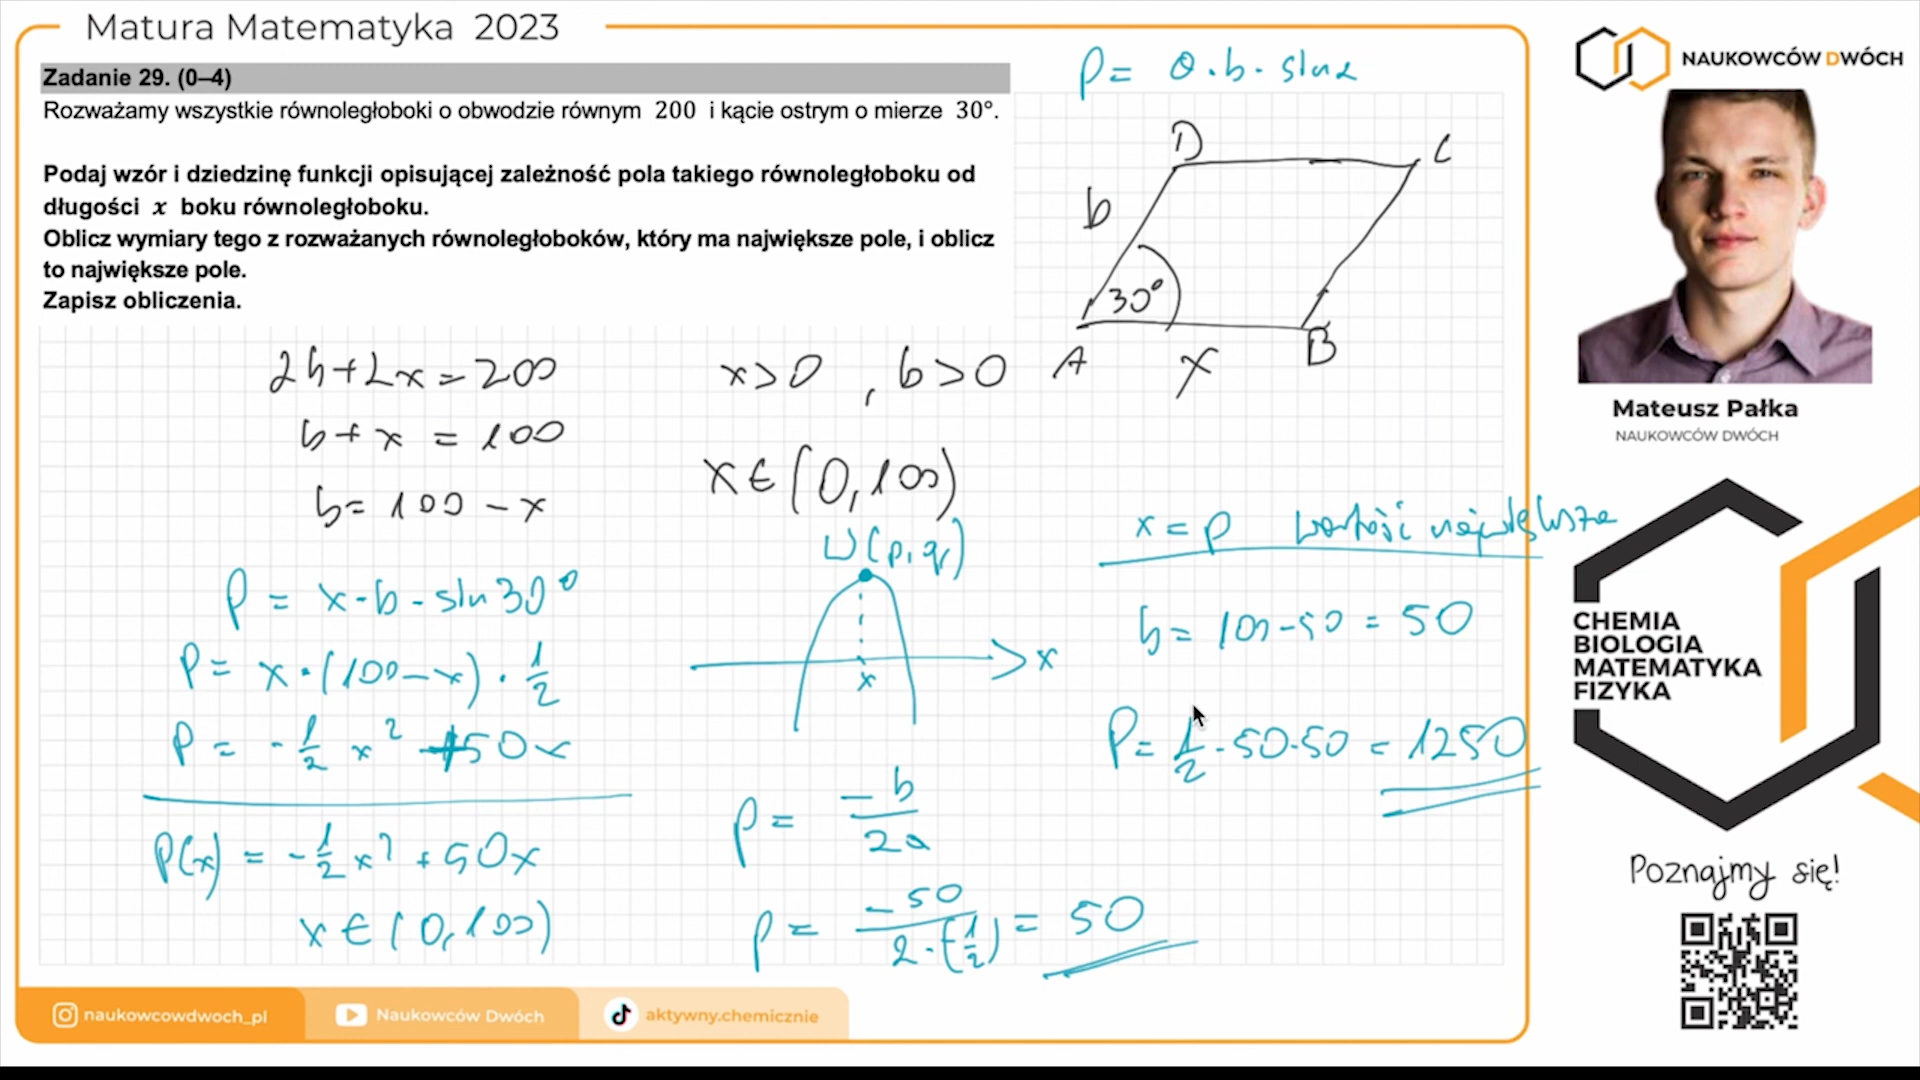 Matura Matematyka 2023
Zadanie 29. (0–4)
Rozważamy wszystkie równoległoboki o obwodzie równym 200 i kącie ostrym o mierze 30°.
Podaj wzór i dziedzinę funkcji opisującej zależność pola takiego równoległoboku od
długości x boku równoległoboku.
Oblicz wymiary tego z rozważanych równoległoboków, który ma największe pole, i oblicz
to największe pole.
Zapisz obliczenia.
P = a·b·sinα
D
C
b
30°
A
x
B
2b+2x=200
b+x = 100
b= 100 - x
x>0 , b>0
x∈(0,100)
P = x·b·sin30°
P= x·(100-x)·1/2
P = -1/2 x² +50x
P(x) = -1/2 x² + 50x
x∈(0,100)
W(p,q)
x
x
p = -b/2a
p = -50/2·(-1/2) = 50
x = p wartość największa
b= 100-50 = 50
P= 1/2·50·50 = 1250
NAUKOWCÓW DWÓCH
Mateusz Pałka
NAUKOWCÓW DWÓCH
CHEMIA
BIOLOGIA
MATEMATYKA
FIZYKA
Poznajmy się!
naukowcowdwoch_pl
Naukowców Dwóch
aktywny.chemicznie